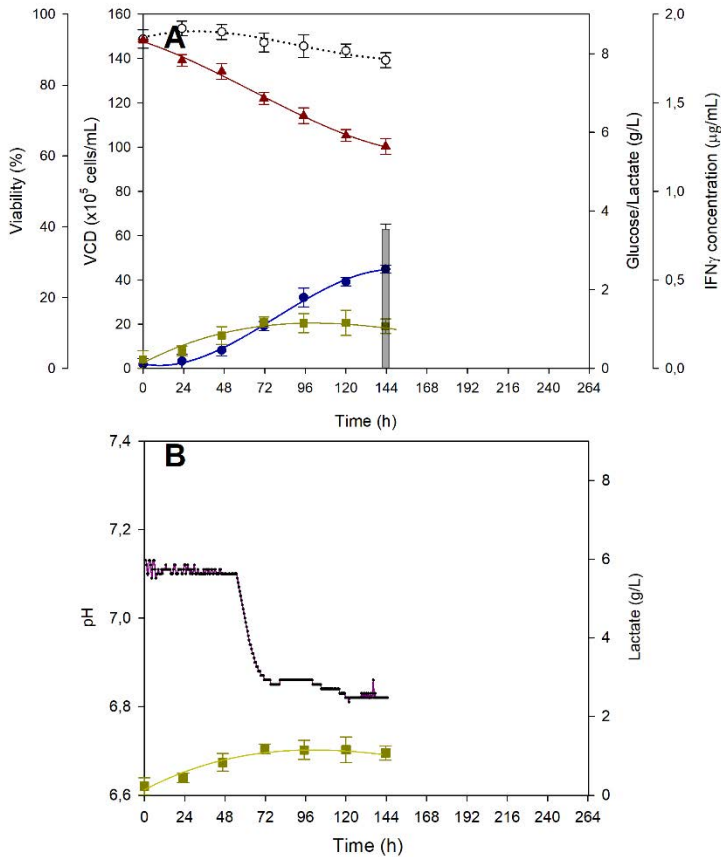 A
100
80
60
40
20
0
Viability (%)
160
140
120
100
80
60
40
20
0
VCD (x10⁵ cells/mL)
8
6
4
2
0
Glucose/Lactate (g/L)
2,0
1,5
1,0
0,5
0,0
IFNγ concentration (µg/mL)
0 24 48 72 96 120 144 168 192 216 240 264
Time (h)
B
7,4
7,2
7,0
6,8
6,6
pH
8
6
4
2
0
Lactate (g/L)
0 24 48 72 96 120 144 168 192 216 240 264
Time (h)